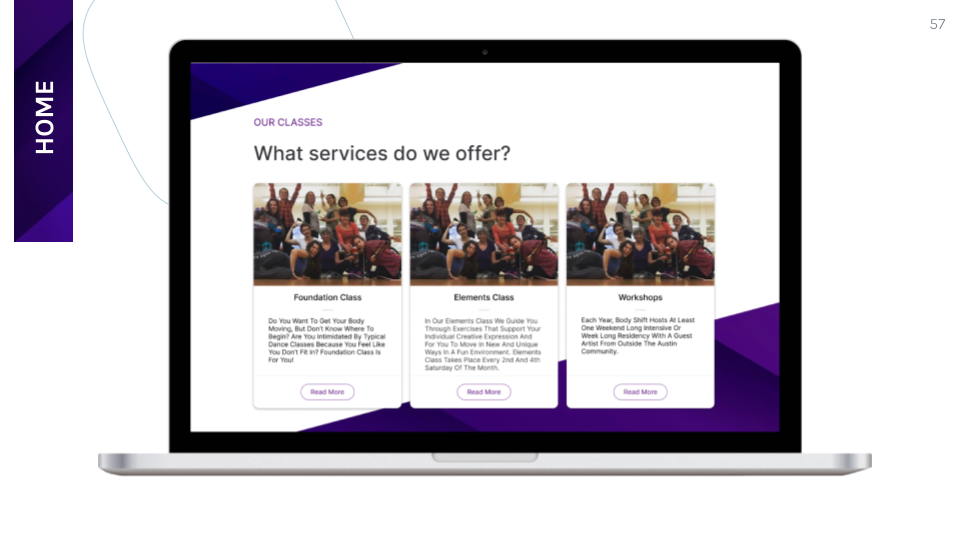 57
HOME
OUR CLASSES
What services do we offer?
Foundation Class
Do You Want To Get Your Body
Moving, But Don't Know Where To
Begin? Are You Intimidated By Typical
Dance Classes Because You Feel Like
You Don't Fit In? Foundation Class Is
For You!
Read More
Elements Class
In Our Elements Class We Guide You
Through Exercises That Support Your
Individual Creative Expression And
For You To Move In New And Unique
Ways In A Fun Environment. Elements
Class Takes Place Every 2nd And 4th
Saturday Of The Month.
Read More
Workshops
Each Year, Body Shift Hosts At Least
One Weekend Long Intensive Or
Week Long Residency With A Guest
Artist From Outside The Austin
Community.
Read More